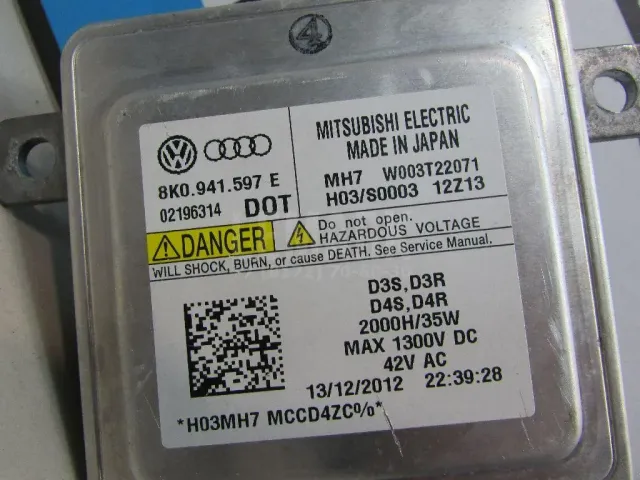 4
MITSUBISHI ELECTRIC
MADE IN JAPAN
8K0.941.597 E
MH7 W003T22071
02196314 DOT
H03/S0003 12Z13
DANGER
Do not open.
HAZARDOUS VOLTAGE
WILL SHOCK, BURN, or cause DEATH. See Service Manual.
D3S,D3R
D4S,D4R
2000H/35W
MAX 1300V DC
42V AC
13/12/2012 22:39:28
*H03MH7 MCCD4ZC%*